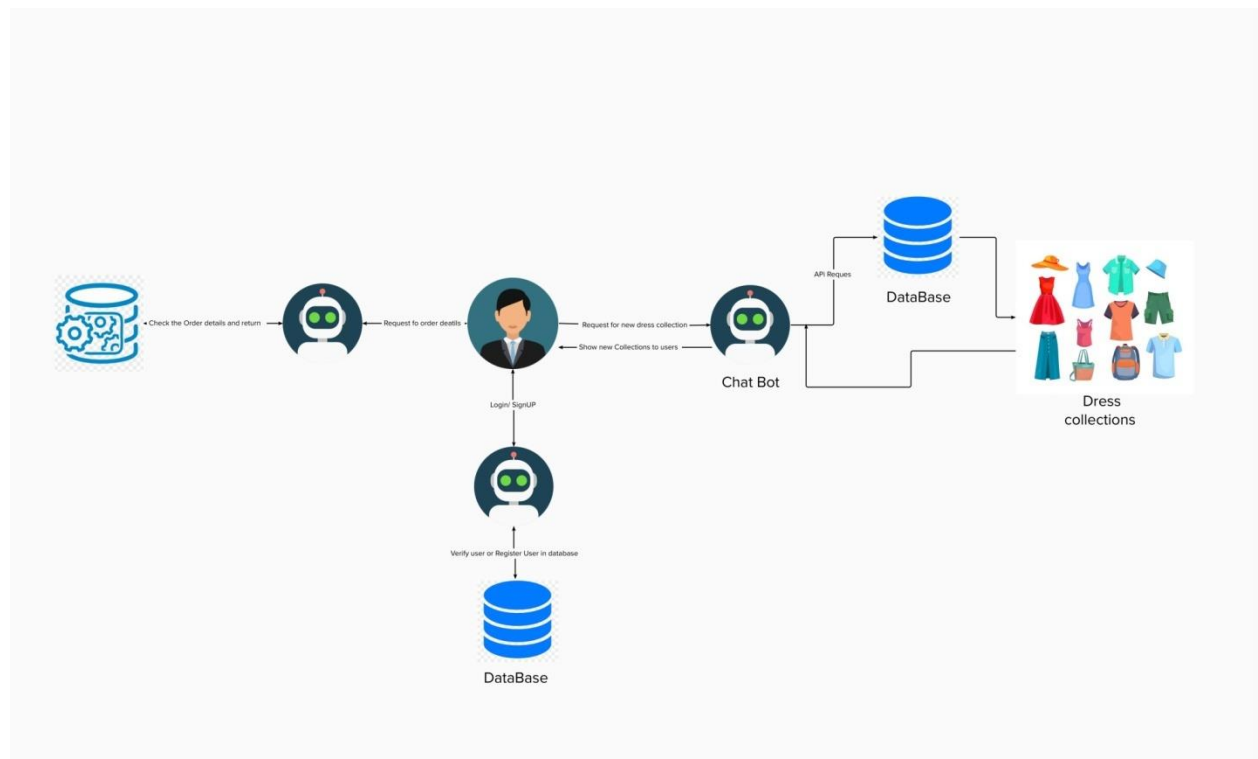 API Reques
DataBase
Check the Order details and return
Request fo order deatils
Request for new dress collection
Show new Collections to users
Chat Bot
Dress
collections
Login/ SignUP
Verify user or Register User in database
DataBase